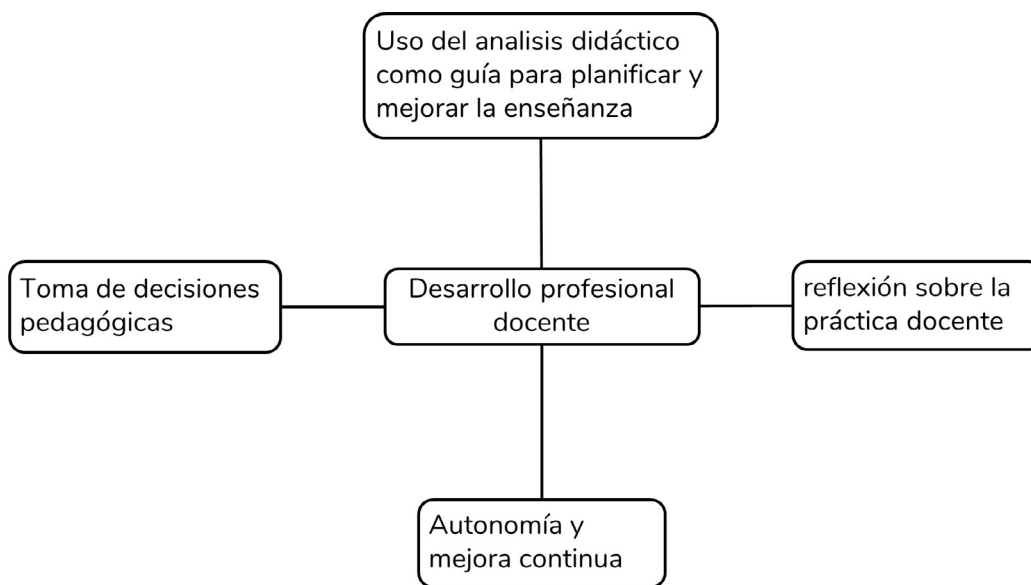 Uso del analisis didáctico
como guía para planificar y
mejorar la enseñanza
Toma de decisiones
pedagógicas
Desarrollo profesional
docente
reflexión sobre la
práctica docente
Autonomía y
mejora continua